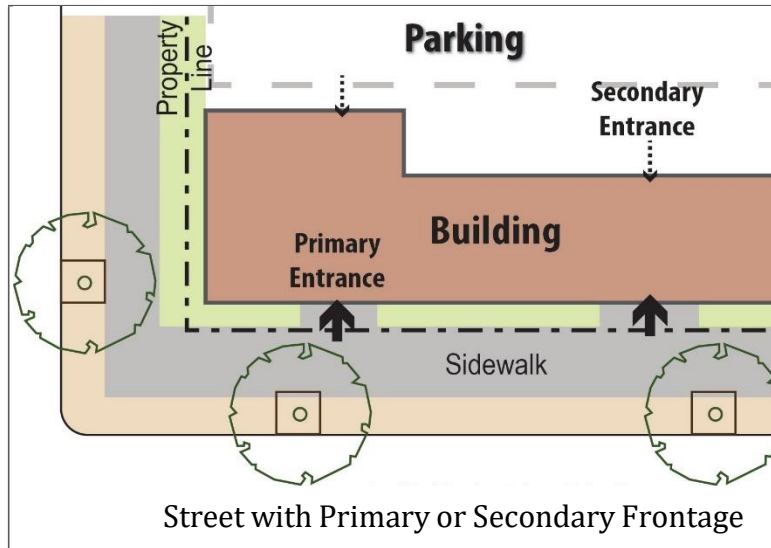 Parking
Property
Line
Secondary
Entrance
Primary
Entrance
Building
Sidewalk
Street with Primary or Secondary Frontage